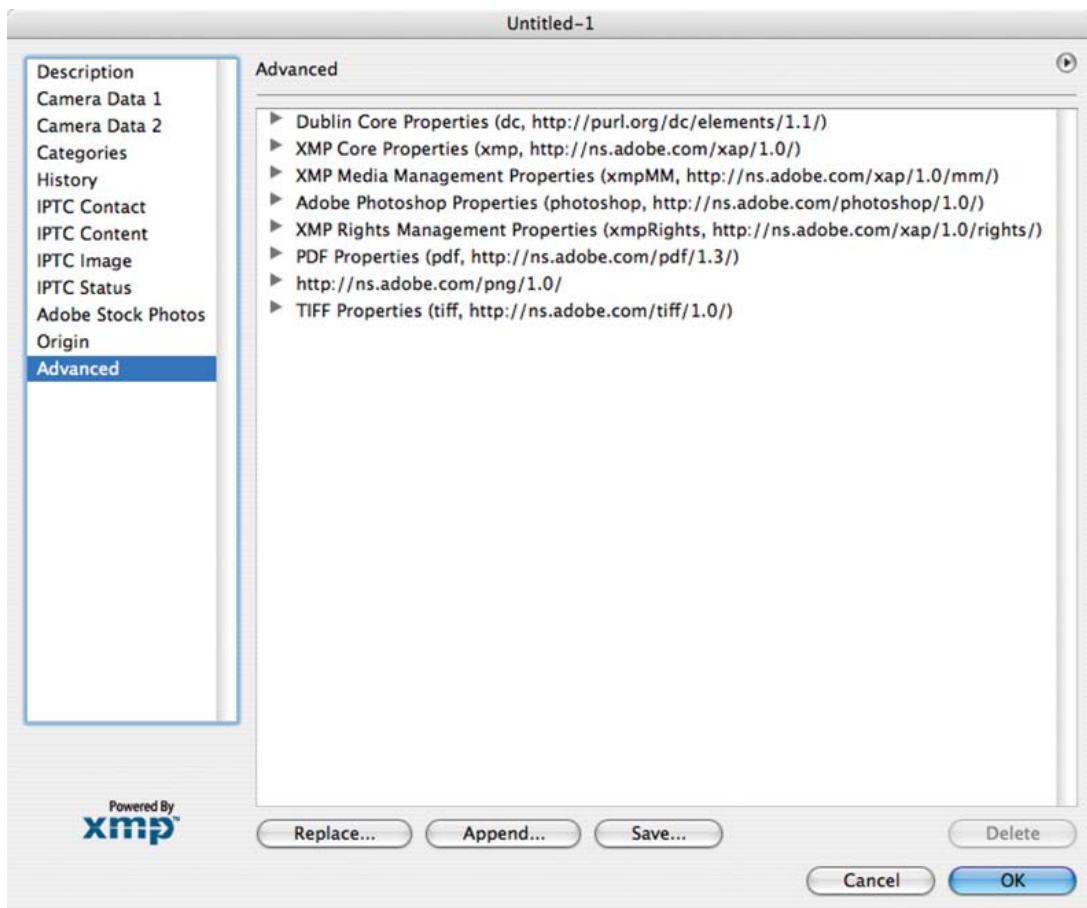 Untitled-1
Description
Camera Data 1
Camera Data 2
Categories
History
IPTC Contact
IPTC Content
IPTC Image
IPTC Status
Adobe Stock Photos
Origin
Advanced
Advanced
Dublin Core Properties (dc, http://purl.org/dc/elements/1.1/)
XMP Core Properties (xmp, http://ns.adobe.com/xap/1.0/)
XMP Media Management Properties (xmpMM, http://ns.adobe.com/xap/1.0/mm/)
Adobe Photoshop Properties (photoshop, http://ns.adobe.com/photoshop/1.0/)
XMP Rights Management Properties (xmpRights, http://ns.adobe.com/xap/1.0/rights/)
PDF Properties (pdf, http://ns.adobe.com/pdf/1.3/)
http://ns.adobe.com/png/1.0/
TIFF Properties (tiff, http://ns.adobe.com/tiff/1.0/)
Powered By
xmp™
Replace... Append... Save... Delete
Cancel OK